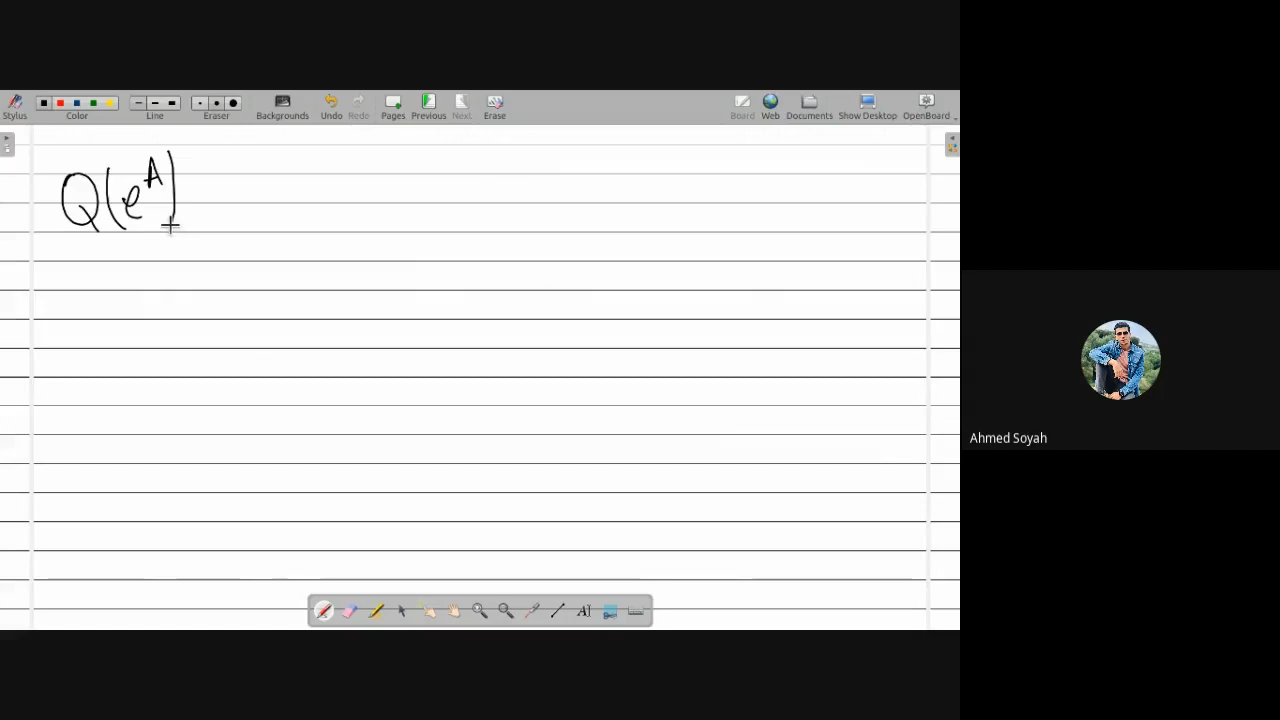 Stylus Color Line Eraser Backgrounds Undo Redo Pages Previous Next Erase Board Web Documents Show Desktop OpenBoard
Q(e^A)
Ahmed Soyah
AI